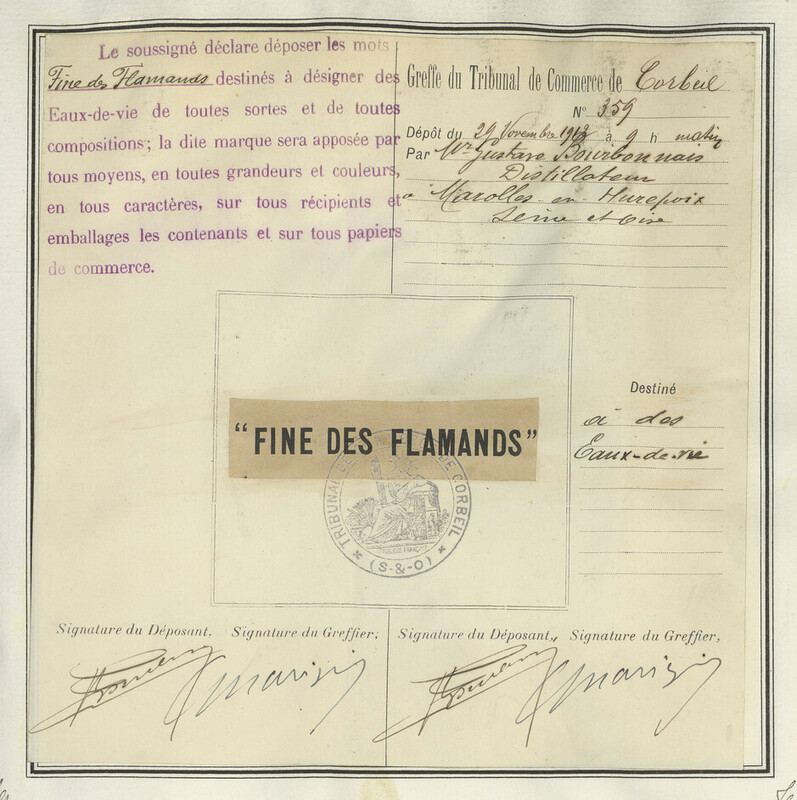 Le soussigné déclare déposer les mots
Fine des Flamands destinés à désigner des
Eaux-de-vie de toutes sortes et de toutes
compositions; la dite marque sera apposée par
tous moyens, en toutes grandeurs et couleurs,
en tous caractères, sur tous récipients et
emballages les contenants et sur tous papiers
de commerce.
Greffe du Tribunal de Commerce de Corbeil
N° 359
Dépôt du 29 Novembre 1912 à 9 h matin
Par Mr Gustave Bourbonnais
Distillateur
à Marolles-en-Hurepoix
Seine et Oise
"FINE DES FLAMANDS"
TRIBUNAL DE COMMERCE DE CORBEIL
(S-&-O)
Destiné
à des
Eaux-de-vie
Signature du Déposant, Signature du Greffier,
Signature du Déposant, Signature du Greffier,